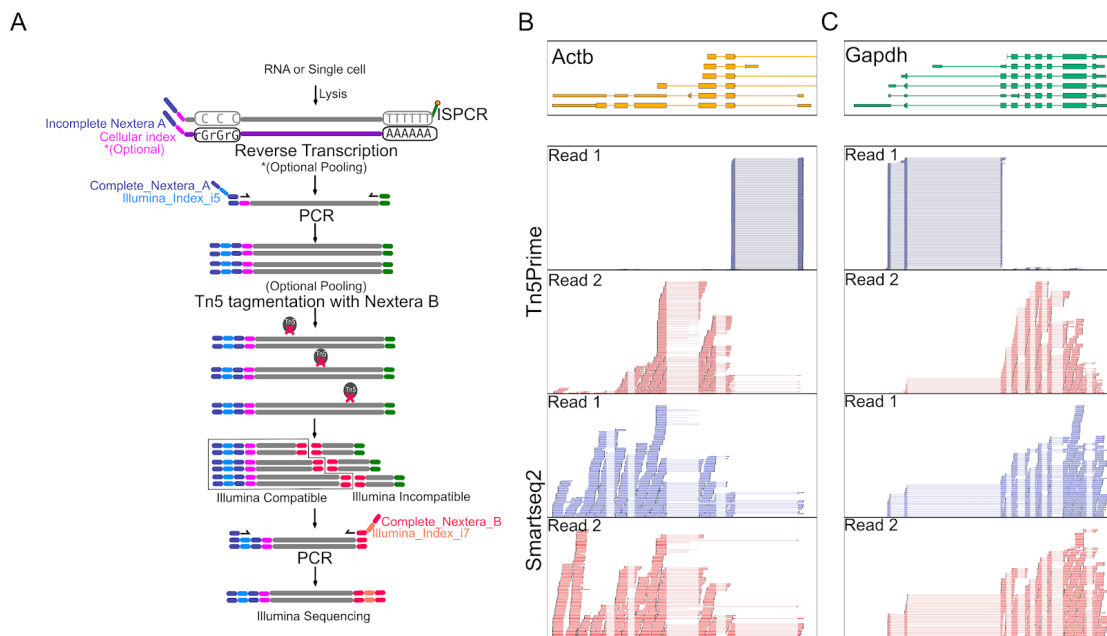 A
RNA or Single cell
Lysis
C C C
TTTTTT
ISPCR
Incomplete Nextera A
rGrGrG
AAAAAA
Cellular index
*(Optional)
Reverse Transcription
*(Optional Pooling)
Complete_Nextera_A
Illumina_Index_i5
PCR
(Optional Pooling)
Tn5 tagmentation with Nextera B
Tn5
Tn5
Tn5
Illumina Compatible
Illumina Incompatible
Complete_Nextera_B
Illumina_Index_i7
PCR
Illumina Sequencing
B
Actb
Tn5Prime
Read 1
Read 2
Smartseq2
Read 1
Read 2
C
Gapdh
Read 1
Read 2
Read 1
Read 2